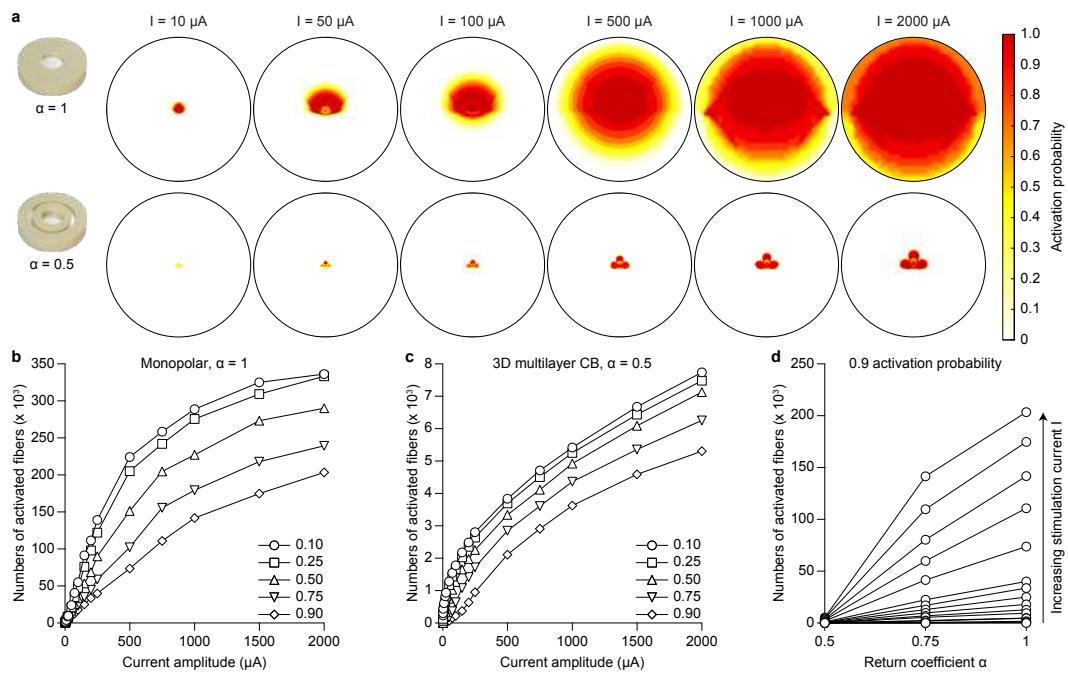 a
I = 10 µA
I = 50 µA
I = 100 µA
I = 500 µA
I = 1000 µA
I = 2000 µA
α = 1
α = 0.5
1.0
0.9
0.8
0.7
0.6
0.5
0.4
0.3
0.2
0.1
0
Activation probability
b
Monopolar, α = 1
Numbers of activated fibers (x 10³)
350
300
250
200
150
100
50
0
0.10
0.25
0.50
0.75
0.90
0 500 1000 1500 2000
Current amplitude (µA)
c
3D multilayer CB, α = 0.5
Numbers of activated fibers (x 10³)
8
7
6
5
4
3
2
1
0
0.10
0.25
0.50
0.75
0.90
0 500 1000 1500 2000
Current amplitude (µA)
d
0.9 activation probability
Numbers of activated fibers (x 10³)
250
200
150
100
50
0
0.5 0.75 1
Return coefficient α
Increasing stimulation current I